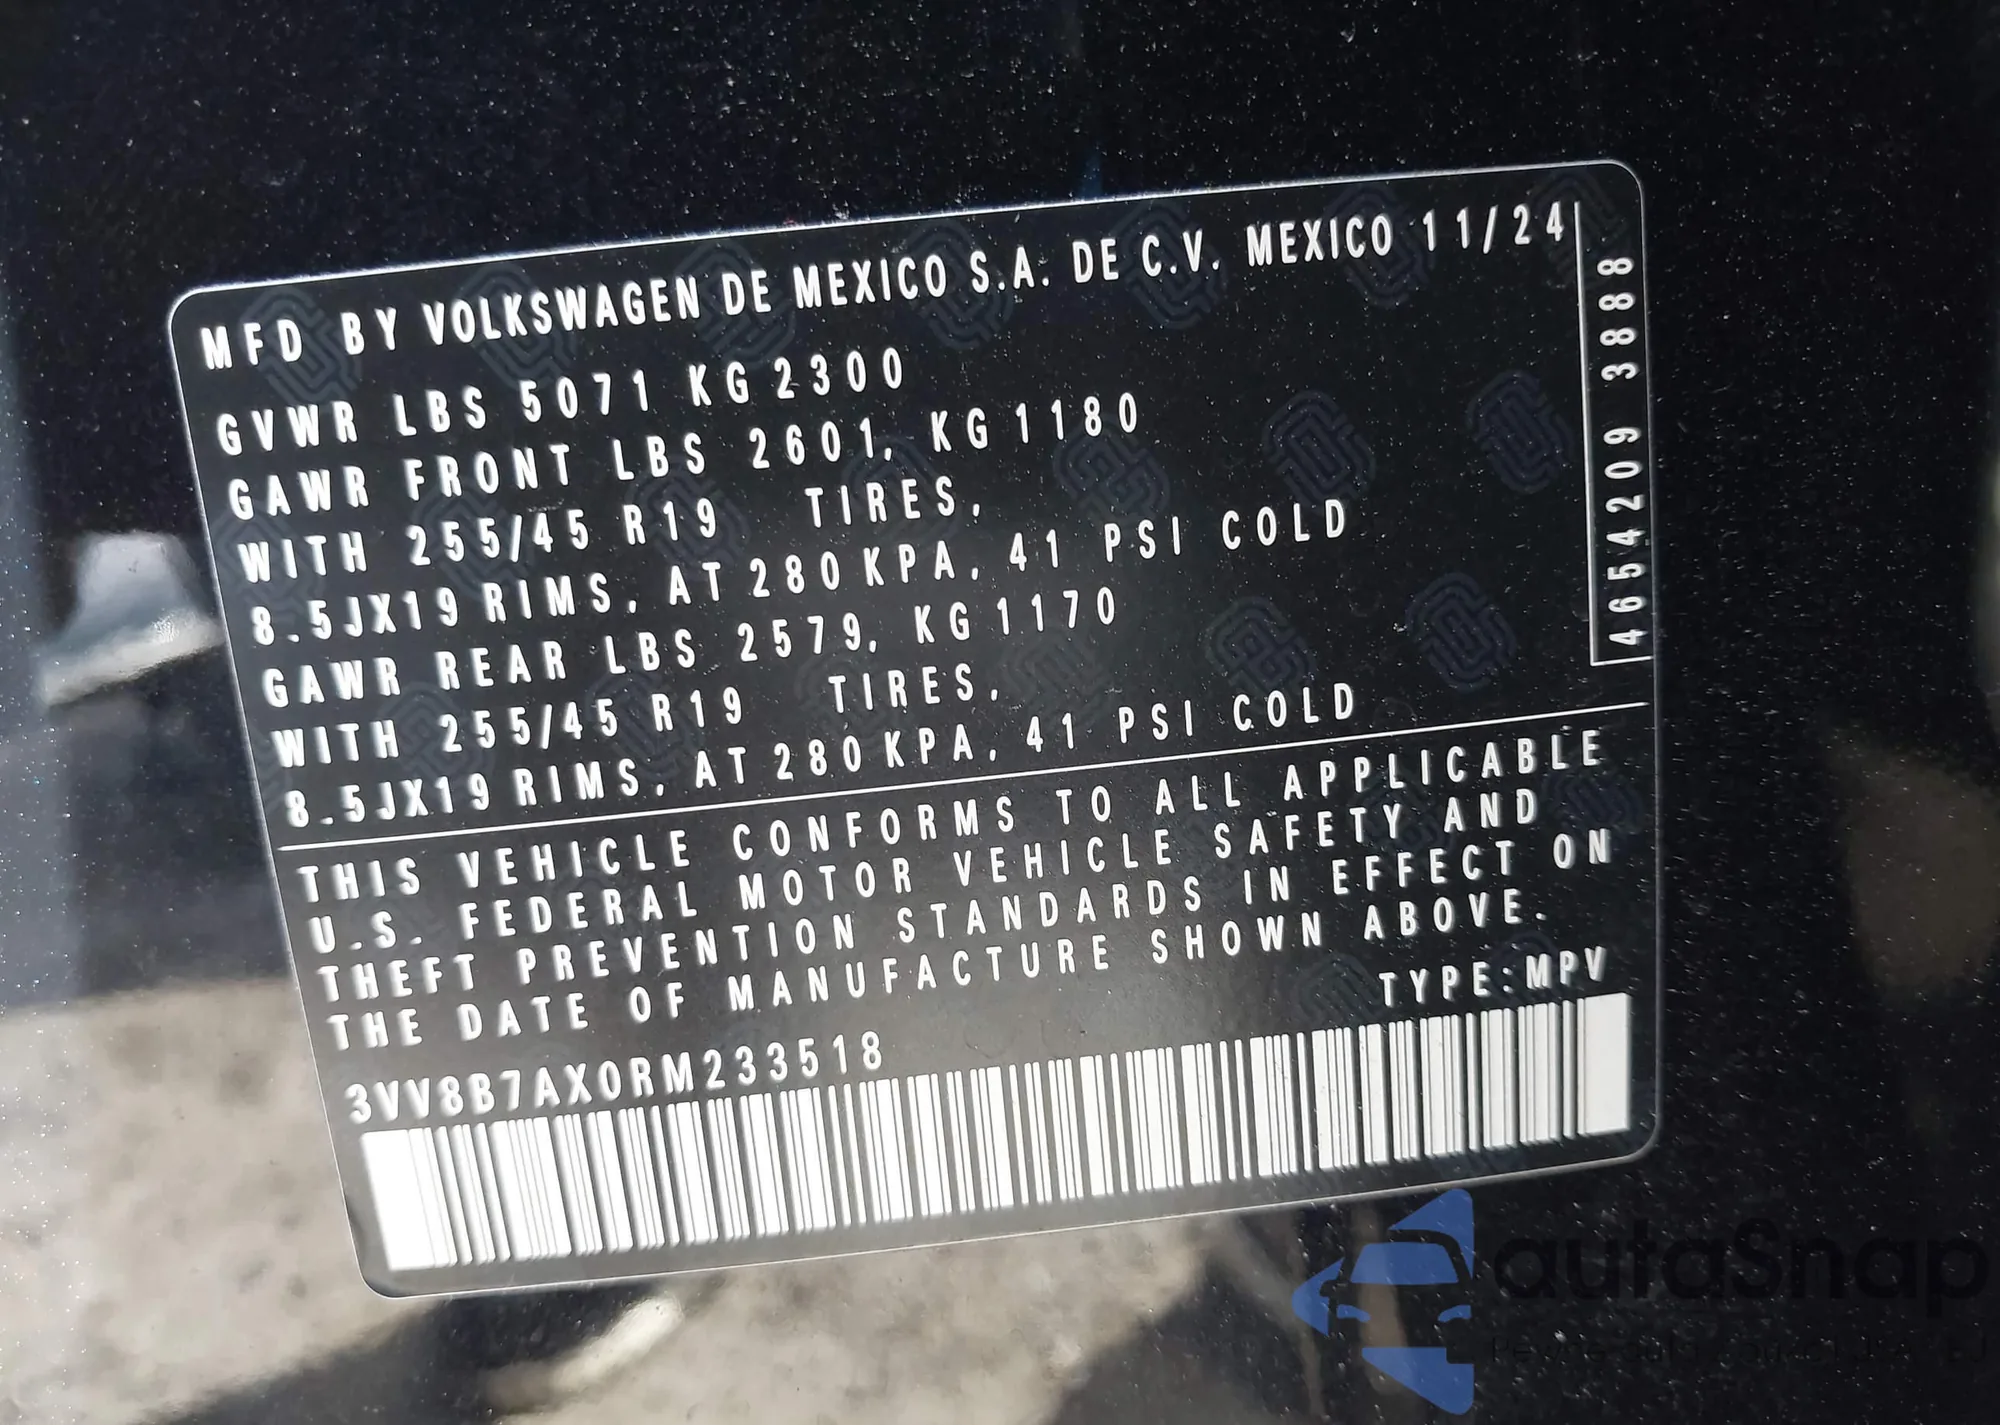 MFD BY VOLKSWAGEN DE MEXICO S.A. DE C.V. MEXICO 11/24
GVWR LBS 5071 KG 2300
GAWR FRONT LBS 2601, KG 1180
WITH 255/45 R19 TIRES,
8.5JX19 RIMS, AT 280 KPA, 41 PSI COLD
GAWR REAR LBS 2579, KG 1170
WITH 255/45 R19 TIRES,
8.5JX19 RIMS, AT 280 KPA, 41 PSI COLD
4654209 3888
THIS VEHICLE CONFORMS TO ALL APPLICABLE
U.S. FEDERAL MOTOR VEHICLE SAFETY AND
THEFT PREVENTION STANDARDS IN EFFECT ON
THE DATE OF MANUFACTURE SHOWN ABOVE.
TYPE:MPV
3VV8B7AX0RM233518
autaSnap